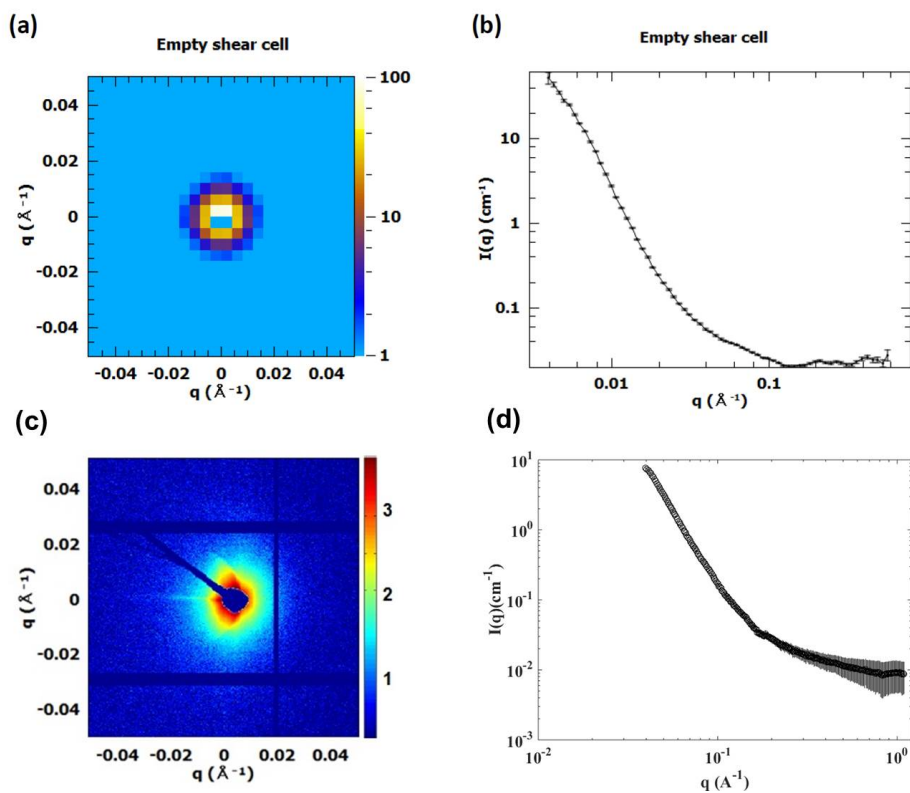 (a)
Empty shear cell
0.04
0.02
0
-0.02
-0.04
q (Å⁻¹)
-0.04 -0.02 0 0.02 0.04
q (Å⁻¹)
100
10
1
(b)
Empty shear cell
10
1
0.1
I(q) (cm⁻¹)
0.01 0.1
q (Å⁻¹)
(c)
0.04
0.02
0
-0.02
-0.04
q (Å⁻¹)
-0.04 -0.02 0 0.02 0.04
q (Å⁻¹)
3
2
1
(d)
10¹
10⁰
10⁻¹
10⁻²
10⁻³
I(q)(cm⁻¹)
10⁻² 10⁻¹ 10⁰
q (A⁻¹)